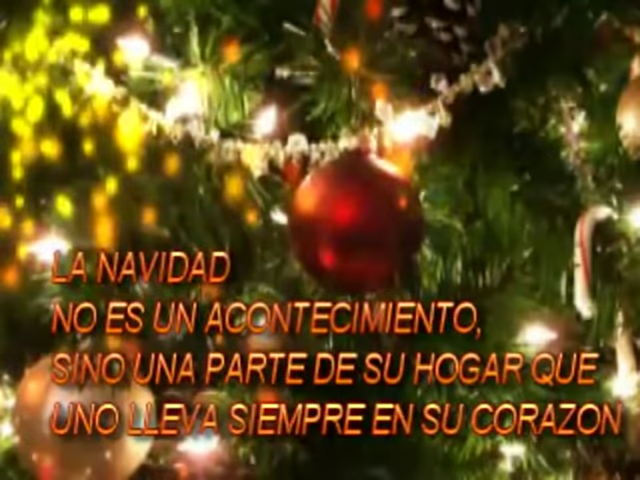 LA NAVIDAD
NO ES UN ACONTECIMIENTO,
SINO UNA PARTE DE SU HOGAR QUE
UNO LLEVA SIEMPRE EN SU CORAZON